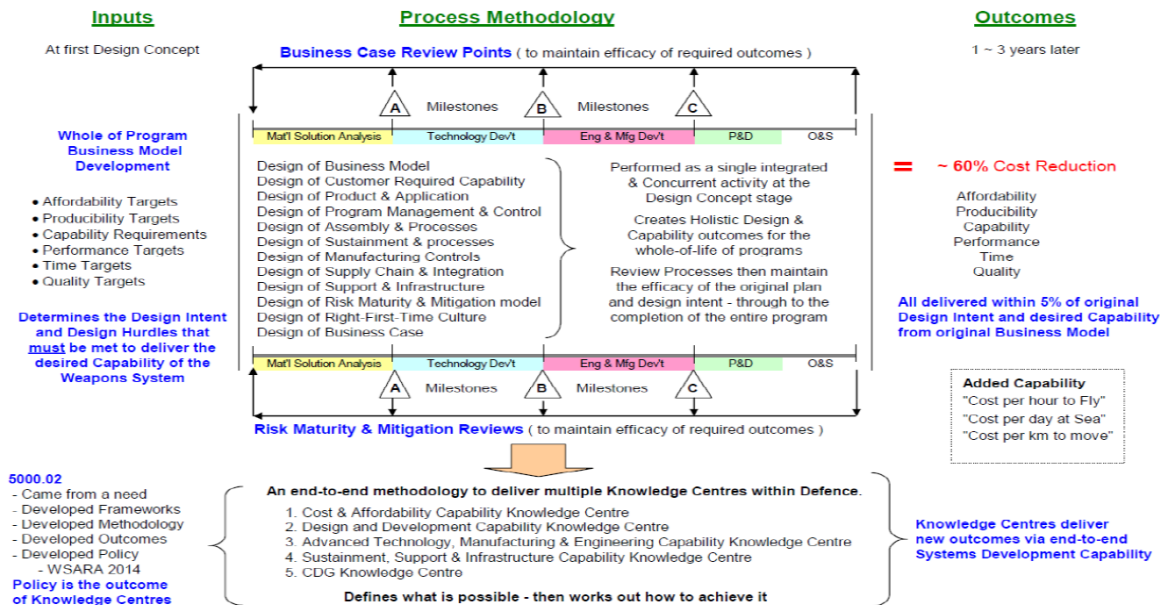 Inputs
Process Methodology
Outcomes
At first Design Concept
Business Case Review Points ( to maintain efficacy of required outcomes )
1 ~ 3 years later
A Milestones B Milestones C
Mat'l Solution Analysis Technology Dev't Eng & Mfg Dev't P&D O&S
Whole of Program
Business Model
Development
• Affordability Targets
• Producibility Targets
• Capability Requirements
• Performance Targets
• Time Targets
• Quality Targets
Determines the Design Intent
and Design Hurdles that
must be met to deliver the
desired Capability of the
Weapons System
Design of Business Model
Design of Customer Required Capability
Design of Product & Application
Design of Program Management & Control
Design of Assembly & Processes
Design of Sustainment & processes
Design of Manufacturing Controls
Design of Supply Chain & Integration
Design of Support & Infrastructure
Design of Risk Maturity & Mitigation model
Design of Right-First-Time Culture
Design of Business Case
Performed as a single integrated
& Concurrent activity at the
Design Concept stage
Creates Holistic Design &
Capability outcomes for the
whole-of-life of programs
Review Processes then maintain
the efficacy of the original plan
and design intent - through to the
completion of the entire program
= ~ 60% Cost Reduction
Affordability
Producibility
Capability
Performance
Time
Quality
All delivered within 5% of original
Design Intent and desired Capability
from original Business Model
Mat'l Solution Analysis Technology Dev't Eng & Mfg Dev't P&D O&S
A Milestones B Milestones C
Risk Maturity & Mitigation Reviews ( to maintain efficacy of required outcomes )
Added Capability
"Cost per hour to Fly"
"Cost per day at Sea"
"Cost per km to move"
5000.02
- Came from a need
- Developed Frameworks
- Developed Methodology
- Developed Outcomes
- Developed Policy
- WSARA 2014
Policy is the outcome
of Knowledge Centres
An end-to-end methodology to deliver multiple Knowledge Centres within Defence.
1. Cost & Affordability Capability Knowledge Centre
2. Design and Development Capability Knowledge Centre
3. Advanced Technology, Manufacturing & Engineering Capability Knowledge Centre
4. Sustainment, Support & Infrastructure Capability Knowledge Centre
5. CDG Knowledge Centre
Defines what is possible - then works out how to achieve it
Knowledge Centres deliver
new outcomes via end-to-end
Systems Development Capability